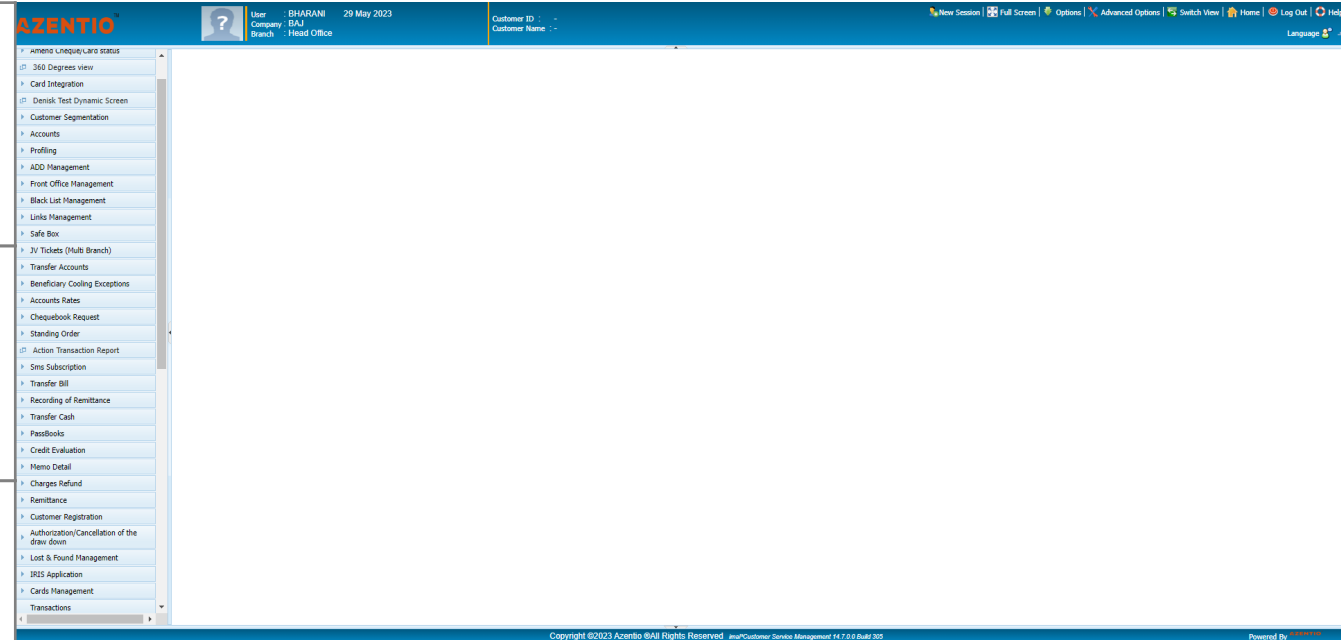 AZENTIO
User : BHARANI 29 May 2023
Company : BAJ
Branch : Head Office
Customer ID : -
Customer Name : -
New Session | Full Screen | Options | Advanced Options | Switch View | Home | Log Out | Help
Language
Amend Cheque/Card status
360 Degrees view
Card Integration
Denisk Test Dynamic Screen
Customer Segmentation
Accounts
Profiling
ADD Management
Front Office Management
Black List Management
Links Management
Safe Box
JV Tickets (Multi Branch)
Transfer Accounts
Beneficiary Cooling Exceptions
Accounts Rates
Chequebook Request
Standing Order
Action Transaction Report
Sms Subscription
Transfer Bill
Recording of Remittance
Transfer Cash
PassBooks
Credit Evaluation
Memo Detail
Charges Refund
Remittance
Customer Registration
Authorization/Cancellation of the
draw down
Lost & Found Management
IRIS Application
Cards Management
Transactions
Copyright ©2023 Azentio ®All Rights Reserved imal®Customer Service Management 14.7.0.0 Build 305
Powered By AZENTIO